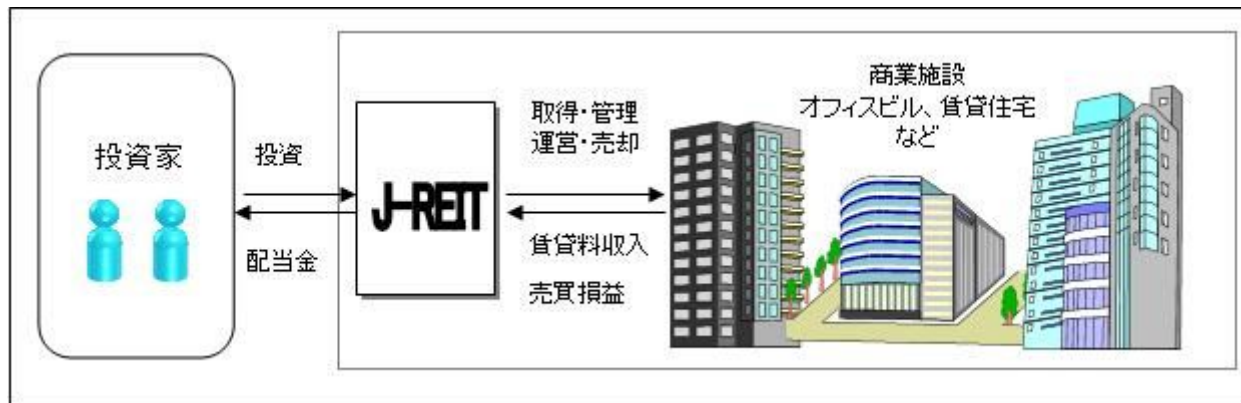 投資家
投資
配当金
J-REIT
取得・管理
運営・売却
賃貸料収入
売買損益
商業施設
オフィスビル、賃貸住宅
など